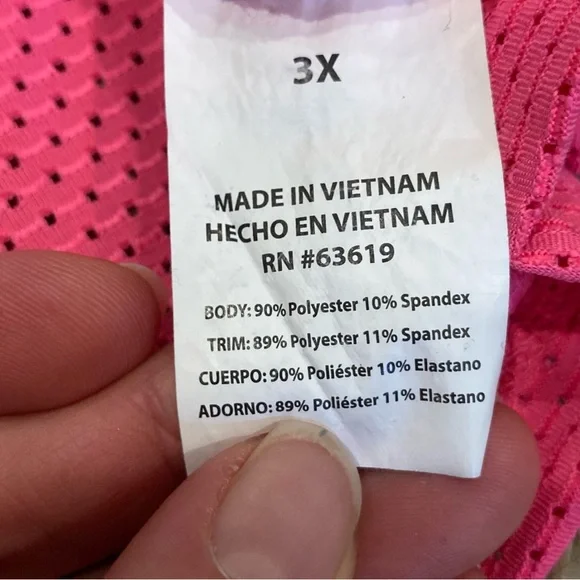 3X
MADE IN VIETNAM
HECHO EN VIETNAM
RN #63619
BODY: 90% Polyester 10% Spandex
TRIM: 89% Polyester 11% Spandex
CUERPO: 90% Poliéster 10% Elastano
ADORNO: 89% Poliéster 11% Elastano